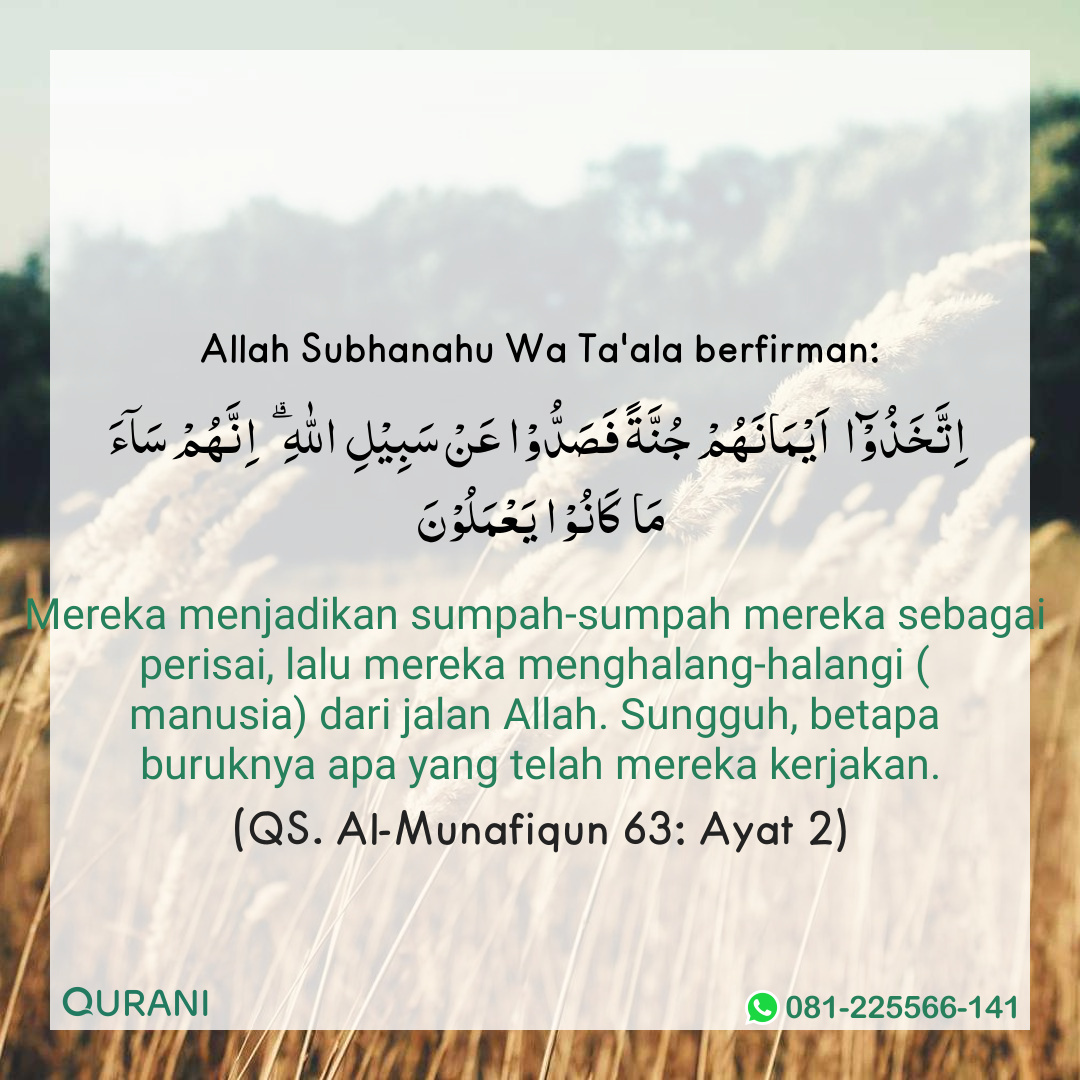 Allah Subhanahu Wa Ta'ala berfirman:
اِتَّخَذُوْۤا اَيْمَانَهُمْ جُنَّةً فَصَدُّوْا عَنْ سَبِيْلِ اللّٰهِ ۗ اِنَّهُمْ سَآءَ
مَا كَانُوْا يَعْمَلُوْنَ
Mereka menjadikan sumpah-sumpah mereka sebagai
perisai, lalu mereka menghalang-halangi (
manusia) dari jalan Allah. Sungguh, betapa
buruknya apa yang telah mereka kerjakan.
(QS. Al-Munafiqun 63: Ayat 2)
QURANI
081-225566-141